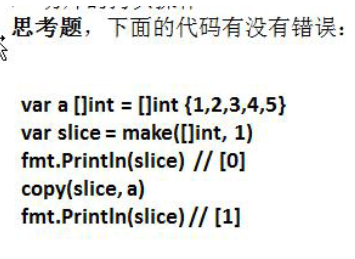 思考题，下面的代码有没有错误：
var a []int = []int {1,2,3,4,5}
var slice = make([]int, 1)
fmt.Println(slice) // [0]
copy(slice, a)
fmt.Println(slice) // [1]